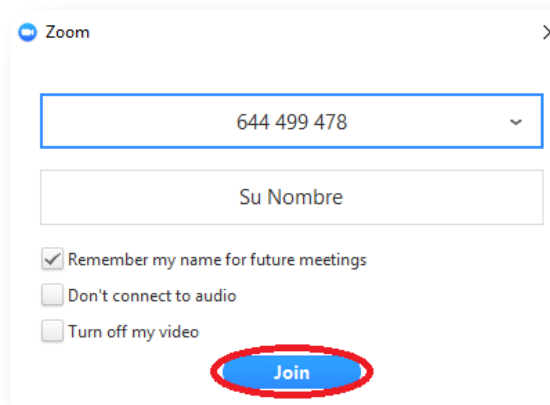 Zoom
644 499 478
Su Nombre
Remember my name for future meetings
Don't connect to audio
Turn off my video
Join